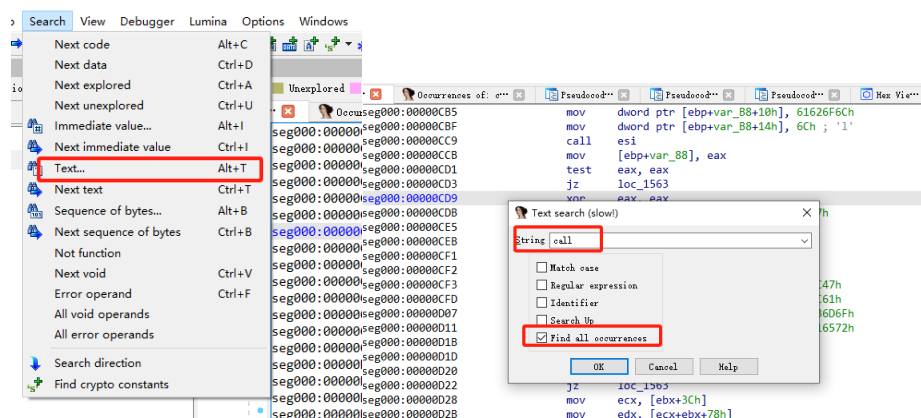 Search View Debugger Lumina Options Windows
Next code Alt+C
Next data Ctrl+D
Next explored Ctrl+A
Next unexplored Ctrl+U
Immediate value... Alt+I
Next immediate value Ctrl+I
Text... Alt+T
Next text Ctrl+T
Sequence of bytes... Alt+B
Next sequence of bytes Ctrl+B
Not function
Next void Ctrl+V
Error operand Ctrl+F
All void operands
All error operands
Search direction
Find crypto constants
Unexplored
Occurrences of: c··· Pseudocod··· Pseudocod··· Pseudocod··· Hex Vie···
seg000:00000CB5 mov dword ptr [ebp+var_B8+10h], 61626F6Ch
seg000:00000CBF mov dword ptr [ebp+var_B8+14h], 6Ch ; 'l'
seg000:00000CC9 call esi
seg000:00000CCB mov [ebp+var_88], eax
seg000:00000CD1 test eax, eax
seg000:00000CD3 jz loc_1563
seg000:00000CD9 xor eax, eax
seg000:00000CDB
seg000:00000CE5
seg000:00000CEB
seg000:00000CF1
seg000:00000CF2
seg000:00000CF3
seg000:00000CFD
seg000:00000D07
seg000:00000D11
seg000:00000D1B
seg000:00000D1D
seg000:00000D20
seg000:00000D22 jz loc_1563
seg000:00000D28 mov ecx, [ebx+3Ch]
seg000:00000D2B mov edx, [ecx+ebx+78h]
Text search (slow!)
String call
Match case
Regular expression
Identifier
Search Up
Find all occurrences
OK Cancel Help